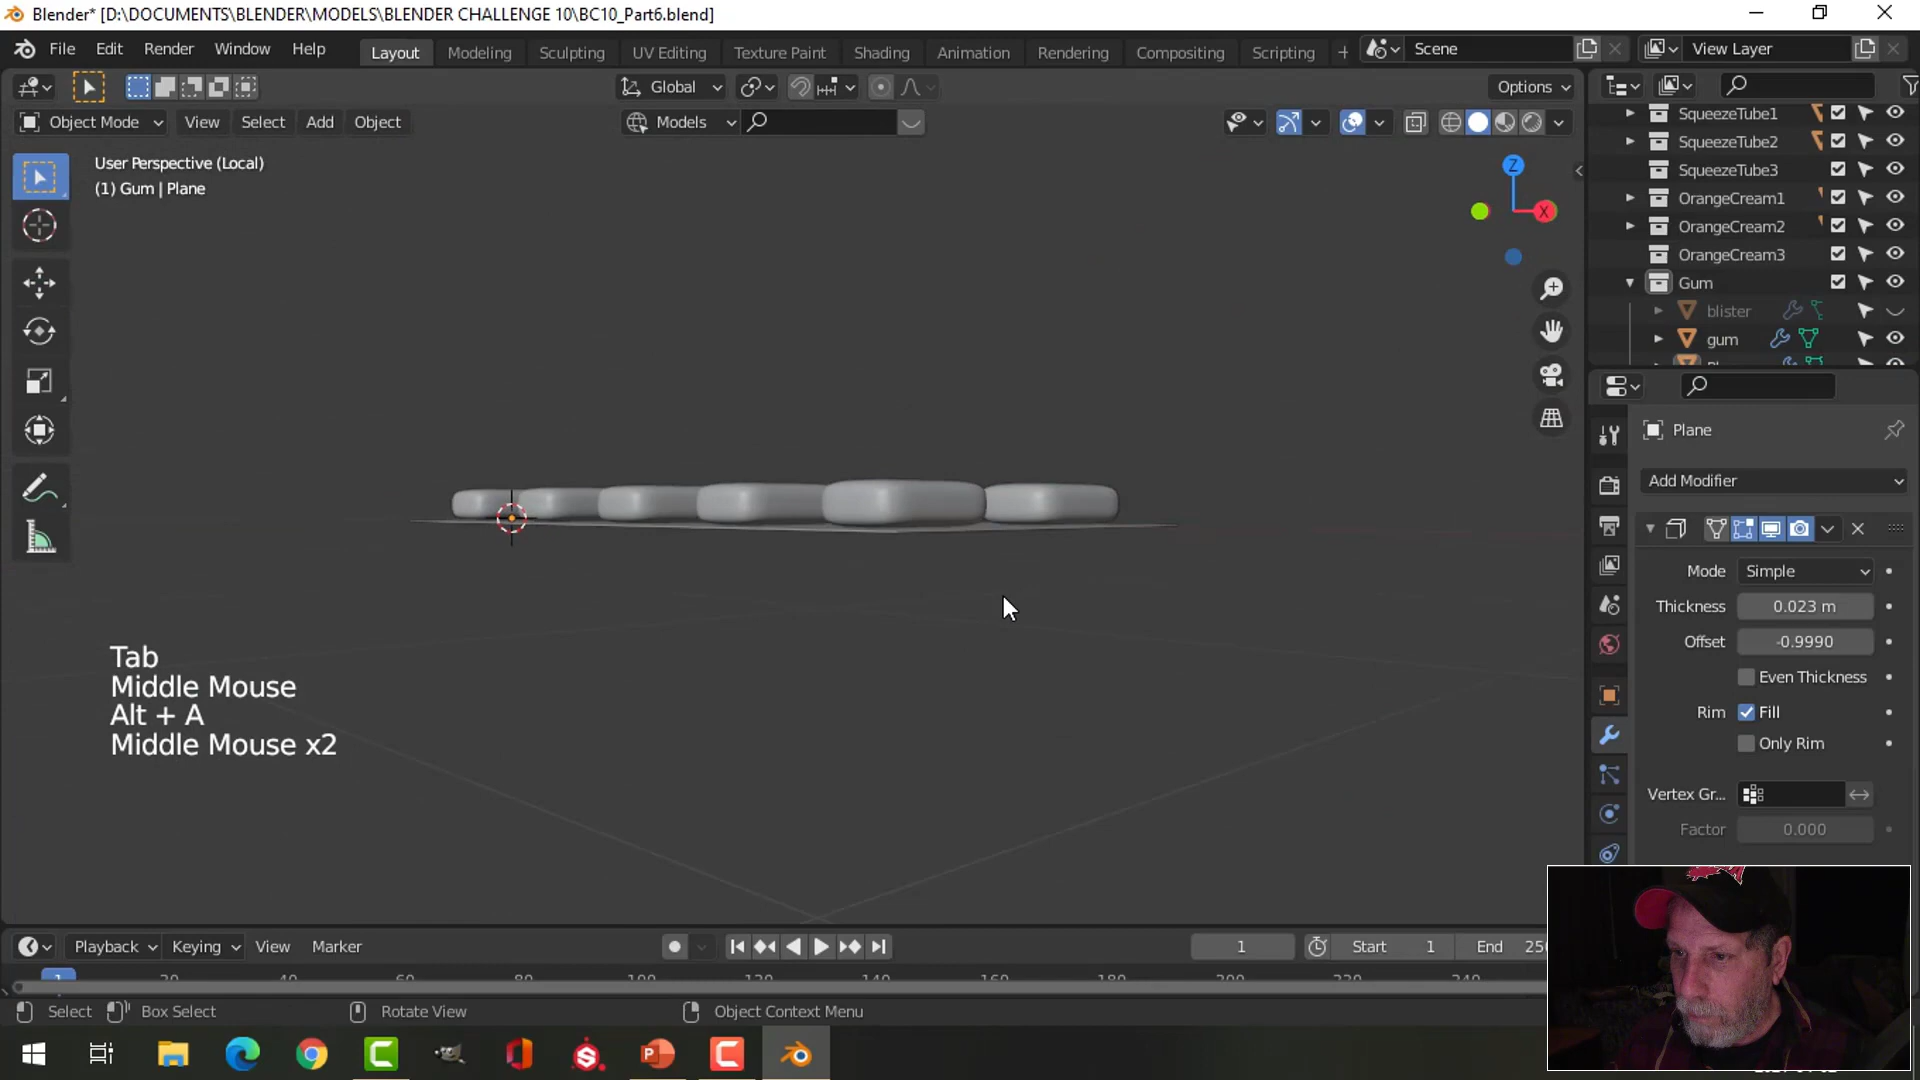 Blender* [D:\DOCUMENTS\BLENDER\MODELS\BLENDER CHALLENGE 10\BC10_Part6.blend]
File Edit Render Window Help Layout Modeling Sculpting UV Editing Texture Paint Shading Animation Rendering Compositing Scripting + Scene View Layer
Global Options
Object Mode View Select Add Object Models
User Perspective (Local)
(1) Gum | Plane
Z
X
SqueezeTube1
SqueezeTube2
SqueezeTube3
OrangeCream1
OrangeCream2
OrangeCream3
Gum
blister
gum
Plane
Add Modifier
Mode Simple
Thickness 0.023 m
Offset -0.9990
Even Thickness
Rim Fill
Only Rim
Vertex Gr...
Factor 0.000
Tab
Middle Mouse
Alt + A
Middle Mouse x2
Playback Keying View Marker 1 Start 1 End 250
1
Select Box Select Rotate View Object Context Menu